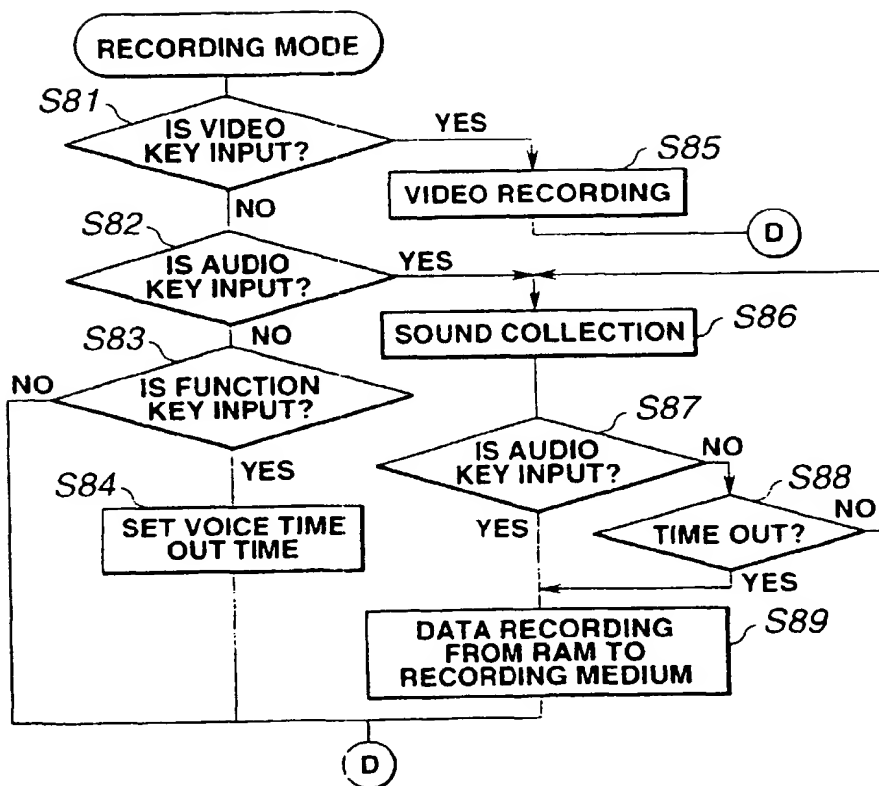 RECORDING MODE
S81
IS VIDEO
KEY INPUT?
YES
S85
VIDEO RECORDING
NO
D
S82
IS AUDIO
KEY INPUT?
YES
S86
SOUND COLLECTION
NO
S83
NO
IS FUNCTION
KEY INPUT?
S87
IS AUDIO
KEY INPUT?
NO
YES
S88
NO
S84
SET VOICE TIME
OUT TIME
YES
TIME OUT?
YES
S89
DATA RECORDING
FROM RAM TO
RECORDING MEDIUM
D